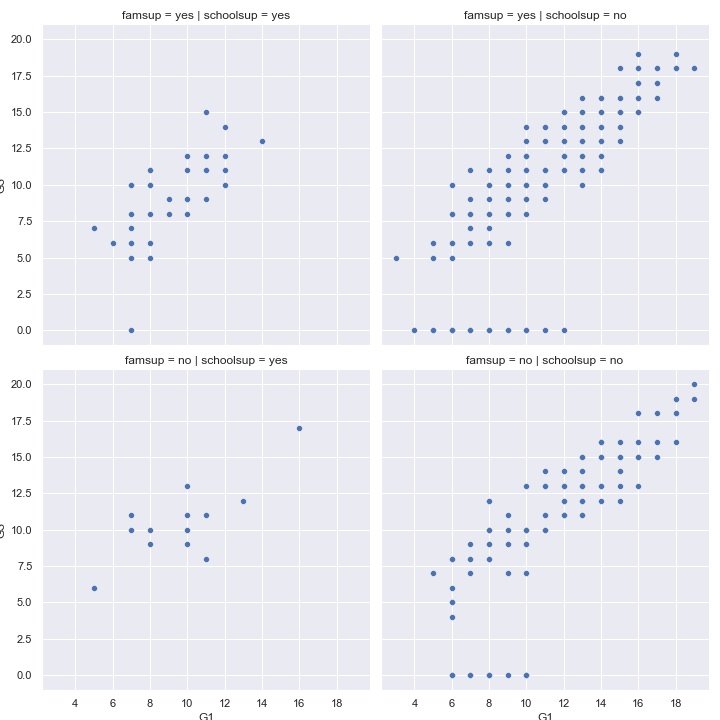 famsup = yes | schoolsup = yes
famsup = yes | schoolsup = no
20.0
17.5
15.0
12.5
10.0
7.5
5.0
2.5
0.0
famsup = no | schoolsup = yes
famsup = no | schoolsup = no
20.0
17.5
15.0
12.5
10.0
7.5
5.0
2.5
0.0
4 6 8 10 12 14 16 18
4 6 8 10 12 14 16 18
G1
G1